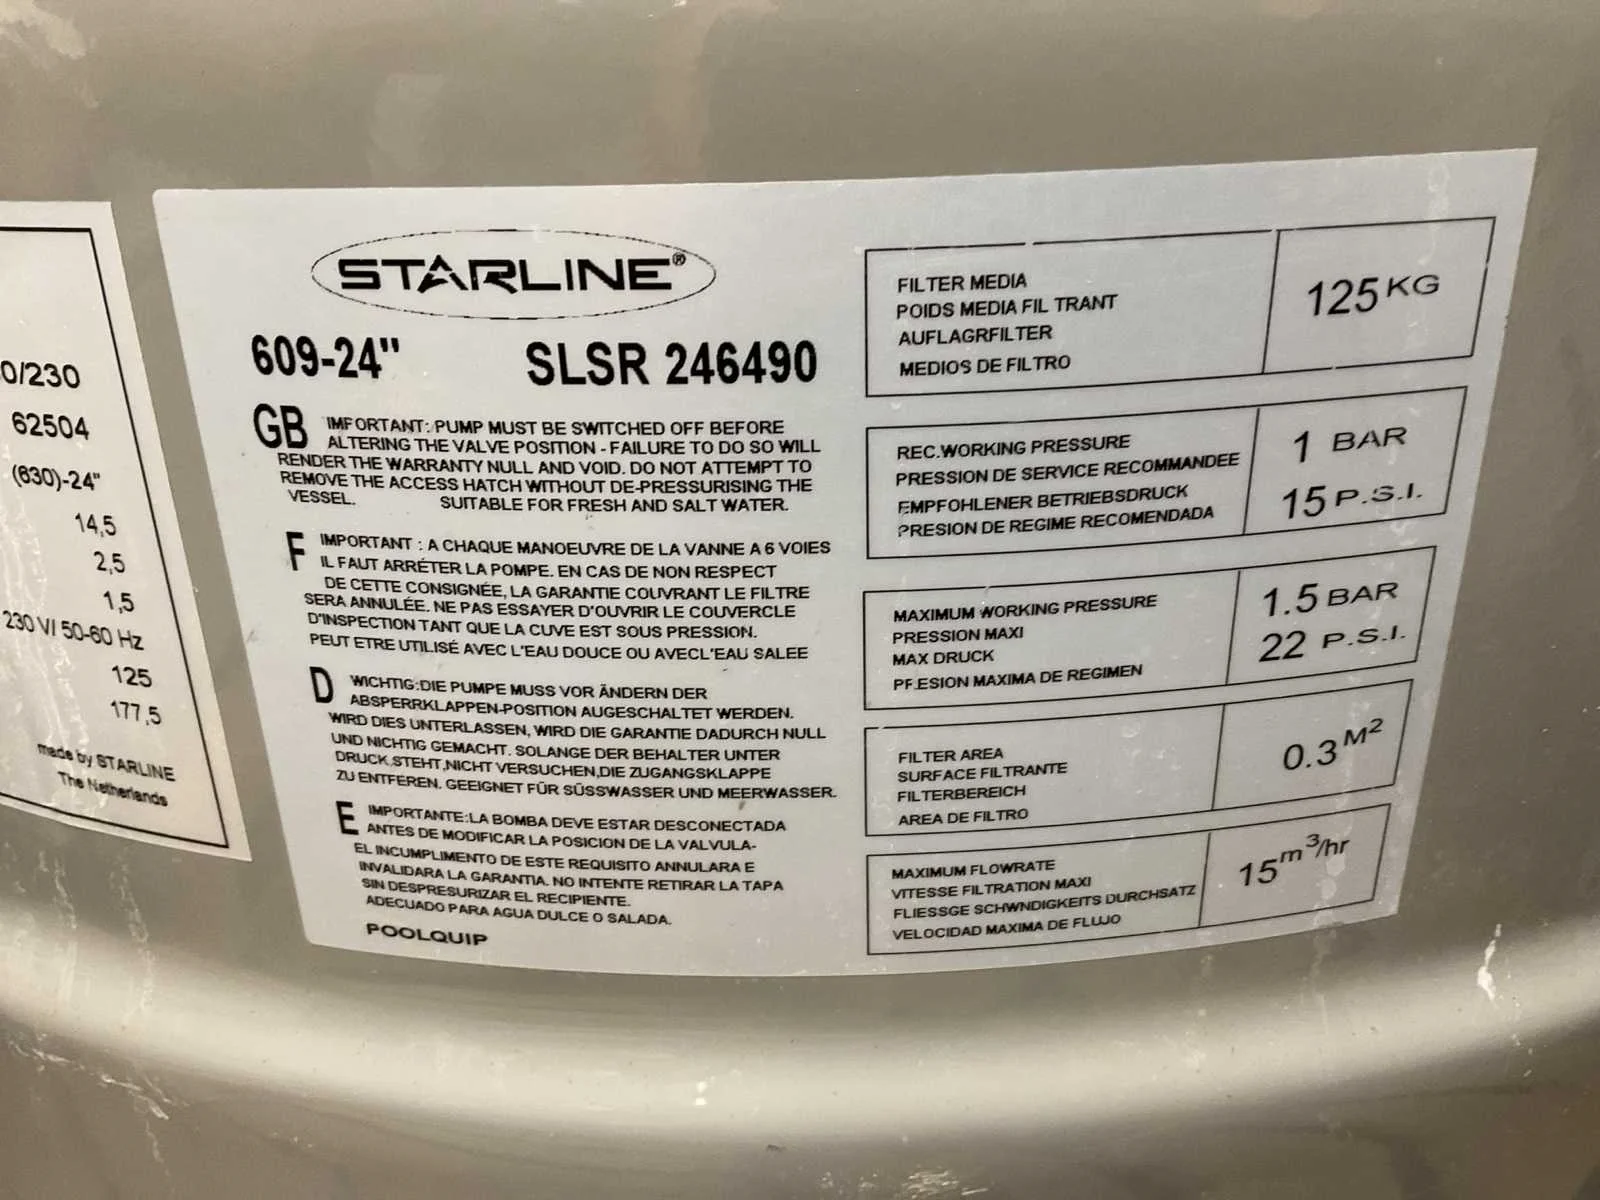 0/230
62504
(630)-24"
14,5
2,5
1,5
230 V/ 50-60 Hz
125
177,5
made by STARLINE
The Netherlands
STARLINE®
609-24" SLSR 246490
GB IMPORTANT: PUMP MUST BE SWITCHED OFF BEFORE
ALTERING THE VALVE POSITION - FAILURE TO DO SO WILL
RENDER THE WARRANTY NULL AND VOID. DO NOT ATTEMPT TO
REMOVE THE ACCESS HATCH WITHOUT DE-PRESSURISING THE
VESSEL. SUITABLE FOR FRESH AND SALT WATER.
F IMPORTANT : A CHAQUE MANOEUVRE DE LA VANNE A 6 VOIES
IL FAUT ARRÉTER LA POMPE. EN CAS DE NON RESPECT
DE CETTE CONSIGNÉE, LA GARANTIE COUVRANT LE FILTRE
SERA ANNULÉE. NE PAS ESSAYER D'OUVRIR LE COUVERCLE
D'INSPECTION TANT QUE LA CUVE EST SOUS PRESSION.
PEUT ETRE UTILISÉ AVEC L'EAU DOUCE OU AVECL'EAU SALEE
D WICHTIG:DIE PUMPE MUSS VOR ÄNDERN DER
ABSPERRKLAPPEN-POSITION AUGESCHALTET WERDEN.
WIRD DIES UNTERLASSEN, WIRD DIE GARANTIE DADURCH NULL
UND NICHTIG GEMACHT. SOLANGE DER BEHALTER UNTER
DRUCK STEHT,NICHT VERSUCHEN,DIE ZUGANGSKLAPPE
ZU ENTFEREN. GEEIGNET FÜR SÜSSWASSER UND MEERWASSER.
E IMPORTANTE:LA BOMBA DEVE ESTAR DESCONECTADA
ANTES DE MODIFICAR LA POSICION DE LA VALVULA-
EL INCUMPLIMENTO DE ESTE REQUISITO ANNULARA E
INVALIDARA LA GARANTIA. NO INTENTE RETIRAR LA TAPA
SIN DESPRESURIZAR EL RECIPIENTE.
ADECUADO PARA AGUA DULCE O SALADA.
POOLQUIP
FILTER MEDIA
POIDS MEDIA FIL TRANT
AUFLAGRFILTER
MEDIOS DE FILTRO
125 KG
REC.WORKING PRESSURE
PRESSION DE SERVICE RECOMMANDEE
EMPFOHLENER BETRIEBSDRUCK
PRESION DE REGIME RECOMENDADA
1 BAR
15 P.S.I.
MAXIMUM WORKING PRESSURE
PRESSION MAXI
MAX DRUCK
PRESION MAXIMA DE REGIMEN
1.5 BAR
22 P.S.I.
FILTER AREA
SURFACE FILTRANTE
FILTERBEREICH
AREA DE FILTRO
0.3 M²
MAXIMUM FLOWRATE
VITESSE FILTRATION MAXI
FLIESSGE SCHWNDIGKEITS DURCHSATZ
VELOCIDAD MAXIMA DE FLUJO
15 m³/hr